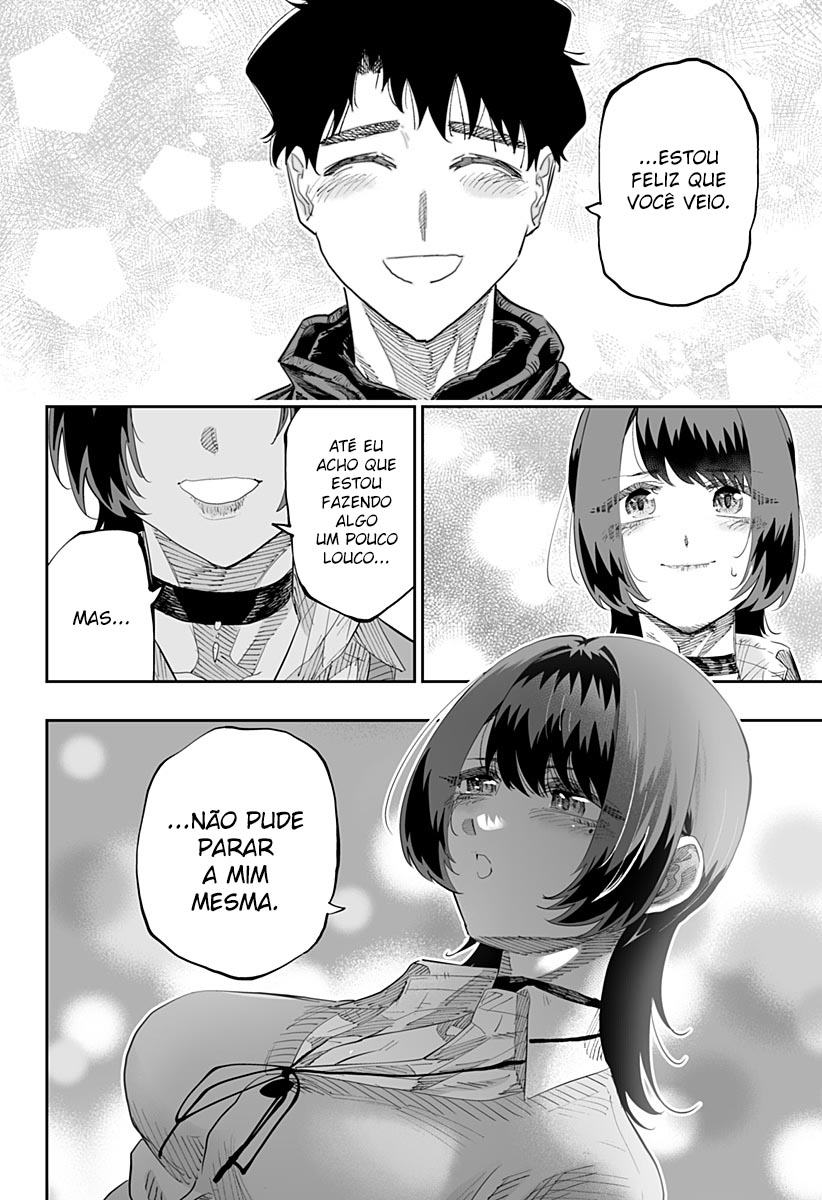 ...ESTOU
FELIZ QUE
VOCÊ VEIO.
ATÉ EU
ACHO QUE
ESTOU
FAZENDO
ALGO
UM POUCO
LOUCO...
MAS...
...NÃO PUDE
PARAR
A MIM
MESMA.